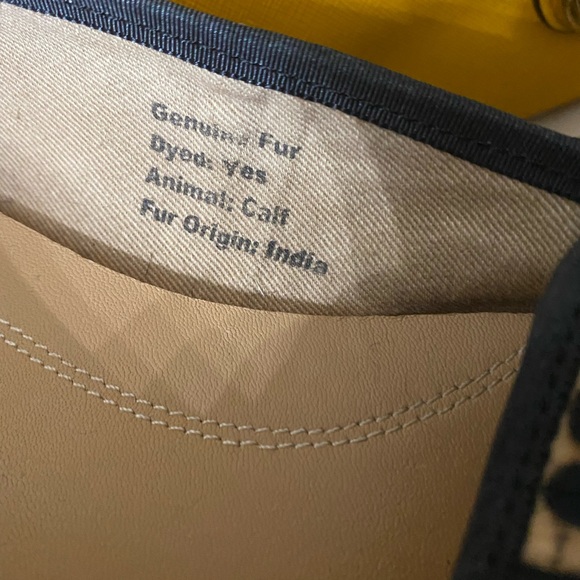 Genuine Fur
Dyed: Yes
Animal: Calf
Fur Origin: India